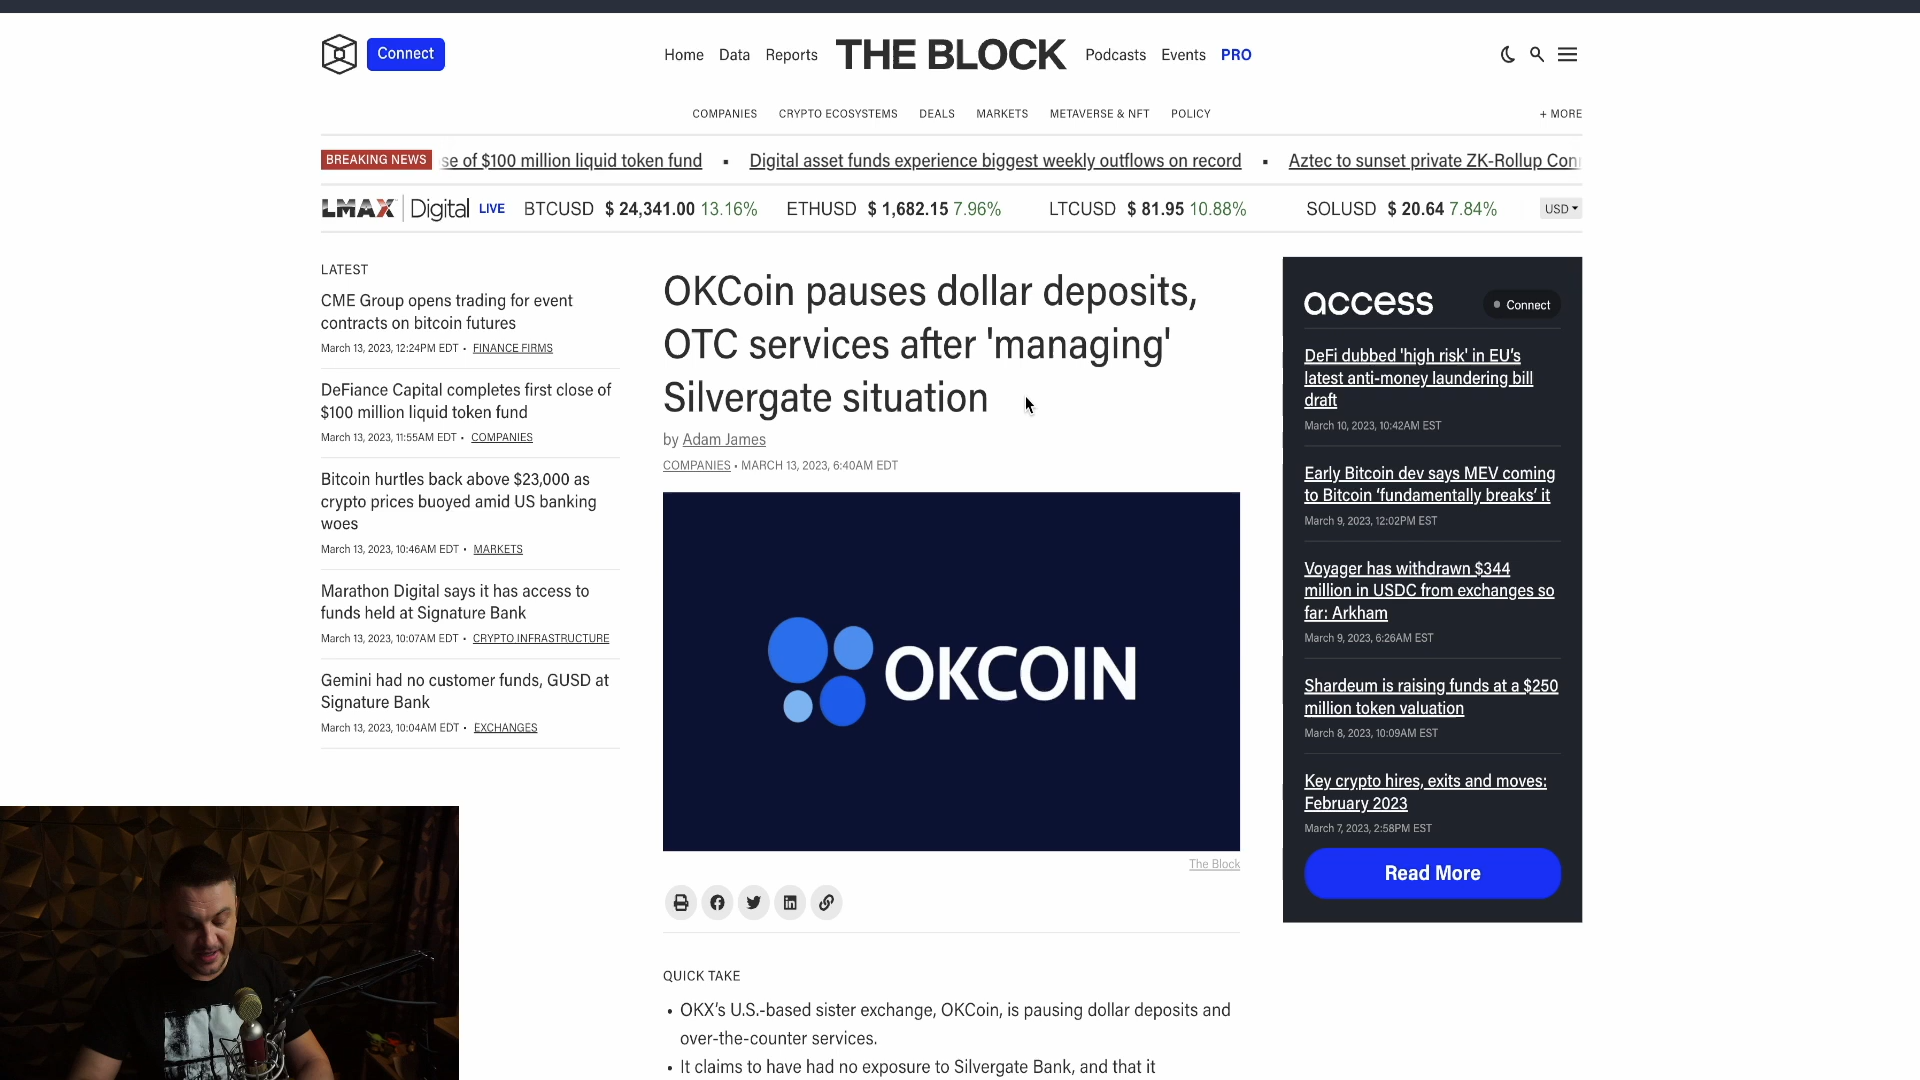 Connect
Home Data Reports THE BLOCK Podcasts Events PRO
COMPANIES CRYPTO ECOSYSTEMS DEALS MARKETS METAVERSE & NFT POLICY + MORE
BREAKING NEWS se of $100 million liquid token fund ▪ Digital asset funds experience biggest weekly outflows on record ▪ Aztec to sunset private ZK-Rollup Con
LMAX Digital LIVE BTCUSD $ 24,341.00 13.16% ETHUSD $ 1,682.15 7.96% LTCUSD $ 81.95 10.88% SOLUSD $ 20.64 7.84% USD
LATEST
CME Group opens trading for event
contracts on bitcoin futures
March 13, 2023, 12:24PM EDT • FINANCE FIRMS
DeFiance Capital completes first close of
$100 million liquid token fund
March 13, 2023, 11:55AM EDT • COMPANIES
Bitcoin hurtles back above $23,000 as
crypto prices buoyed amid US banking
woes
March 13, 2023, 10:46AM EDT • MARKETS
Marathon Digital says it has access to
funds held at Signature Bank
March 13, 2023, 10:07AM EDT • CRYPTO INFRASTRUCTURE
Gemini had no customer funds, GUSD at
Signature Bank
March 13, 2023, 10:04AM EDT • EXCHANGES
OKCoin pauses dollar deposits,
OTC services after 'managing'
Silvergate situation
by Adam James
COMPANIES • MARCH 13, 2023, 6:40AM EDT
OKCOIN
The Block
QUICK TAKE
• OKX's U.S.-based sister exchange, OKCoin, is pausing dollar deposits and
over-the-counter services.
• It claims to have had no exposure to Silvergate Bank, and that it
access Connect
DeFi dubbed 'high risk' in EU's
latest anti-money laundering bill
draft
March 10, 2023, 10:42AM EST
Early Bitcoin dev says MEV coming
to Bitcoin 'fundamentally breaks' it
March 9, 2023, 12:02PM EST
Voyager has withdrawn $344
million in USDC from exchanges so
far: Arkham
March 9, 2023, 6:26AM EST
Shardeum is raising funds at a $250
million token valuation
March 8, 2023, 10:09AM EST
Key crypto hires, exits and moves:
February 2023
March 7, 2023, 2:58PM EST
Read More